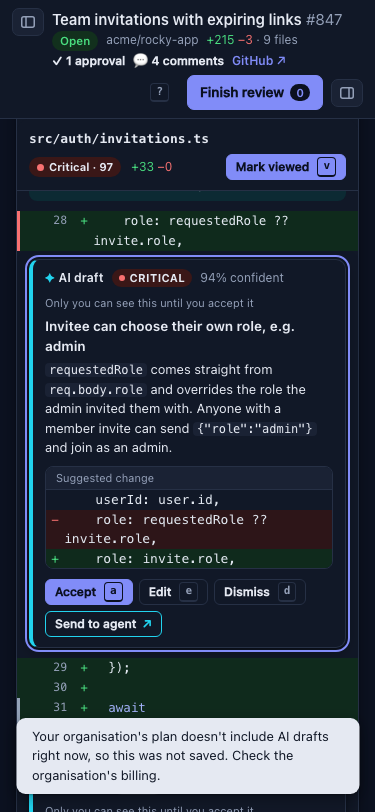 Team invitations with expiring links #847
Open acme/rocky-app +215 −3 · 9 files
✓ 1 approval 💬 4 comments GitHub ↗
? Finish review 0
src/auth/invitations.ts
Critical · 97 +33 −0 Mark viewed v
28 + role: requestedRole ??
invite.role,
✦ AI draft CRITICAL 94% confident
Only you can see this until you accept it
Invitee can choose their own role, e.g.
admin
requestedRole comes straight from
req.body.role and overrides the role the
admin invited them with. Anyone with a
member invite can send {"role":"admin"}
and join as an admin.
Suggested change
userId: user.id,
− role: requestedRole ??
invite.role,
+ role: invite.role,
Accept a Edit e Dismiss d
Send to agent ↗
29 + });
30 +
31 + await
Your organisation's plan doesn't include AI drafts
right now, so this was not saved. Check the
organisation's billing.
Only you can see this until you accept it